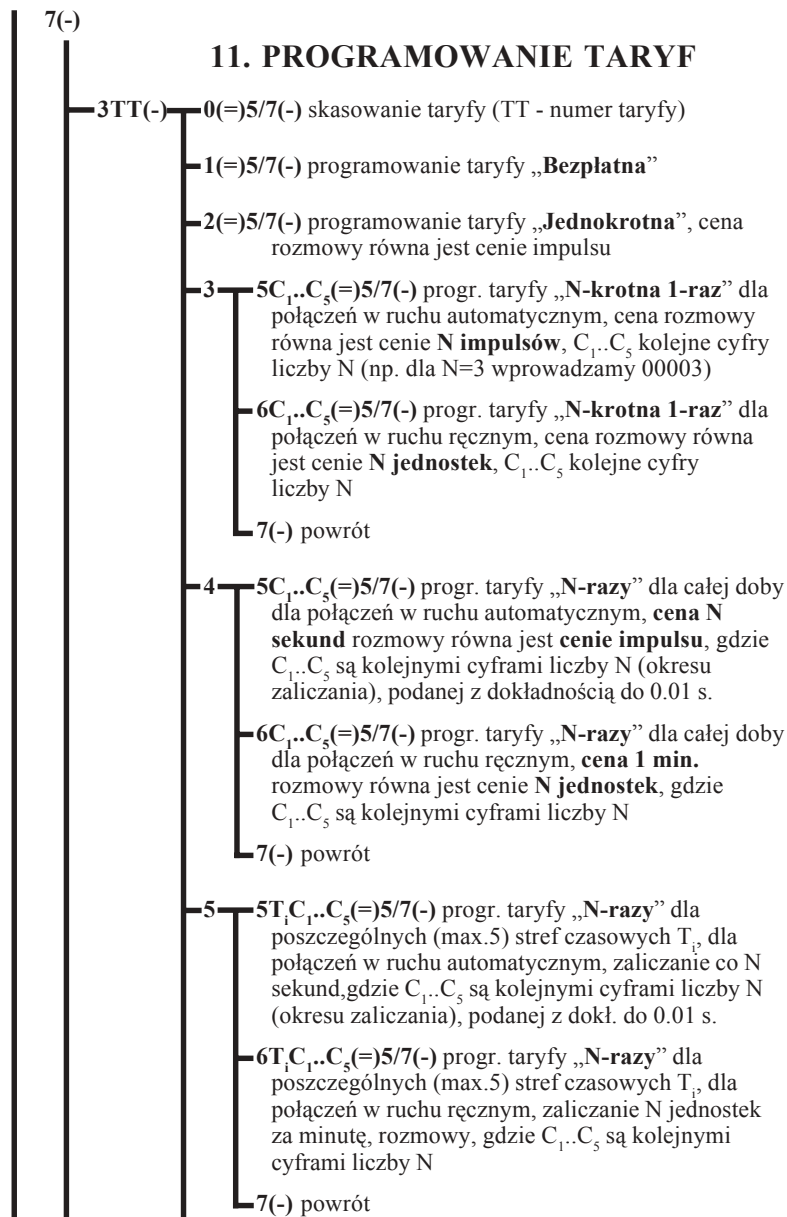 7(-)
11. PROGRAMOWANIE TARYF
3TT(-) 0(=)5/7(-) skasowanie taryfy (TT - numer taryfy)
1(=)5/7(-) programowanie taryfy „Bezpłatna”
2(=)5/7(-) programowanie taryfy „Jednokrotna”, cena
rozmowy równa jest cenie impulsu
3 5C₁..C₅(=)5/7(-) progr. taryfy „N-krotna 1-raz” dla
połączeń w ruchu automatycznym, cena rozmowy
równa jest cenie N impulsów, C₁..C₅ kolejne cyfry
liczby N (np. dla N=3 wprowadzamy 00003)
6C₁..C₅(=)5/7(-) progr. taryfy „N-krotna 1-raz” dla
połączeń w ruchu ręcznym, cena rozmowy równa
jest cenie N jednostek, C₁..C₅ kolejne cyfry
liczby N
7(-) powrót
4 5C₁..C₅(=)5/7(-) progr. taryfy „N-razy” dla całej doby
dla połączeń w ruchu automatycznym, cena N
sekund rozmowy równa jest cenie impulsu, gdzie
C₁..C₅ są kolejnymi cyframi liczby N (okresu
zaliczania), podanej z dokładnością do 0.01 s.
6C₁..C₅(=)5/7(-) progr. taryfy „N-razy” dla całej doby
dla połączeń w ruchu ręcznym, cena 1 min.
rozmowy równa jest cenie N jednostek, gdzie
C₁..C₅ są kolejnymi cyframi liczby N
7(-) powrót
5 5TᵢC₁..C₅(=)5/7(-) progr. taryfy „N-razy” dla
poszczególnych (max.5) stref czasowych Tᵢ, dla
połączeń w ruchu automatycznym, zaliczanie co N
sekund,gdzie C₁..C₅ są kolejnymi cyframi liczby N
(okresu zaliczania), podanej z dokł. do 0.01 s.
6TᵢC₁..C₅(=)5/7(-) progr. taryfy „N-razy” dla
poszczególnych (max.5) stref czasowych Tᵢ, dla
połączeń w ruchu ręcznym, zaliczanie N jednostek
za minutę, rozmowy, gdzie C₁..C₅ są kolejnymi
cyframi liczby N
7(-) powrót